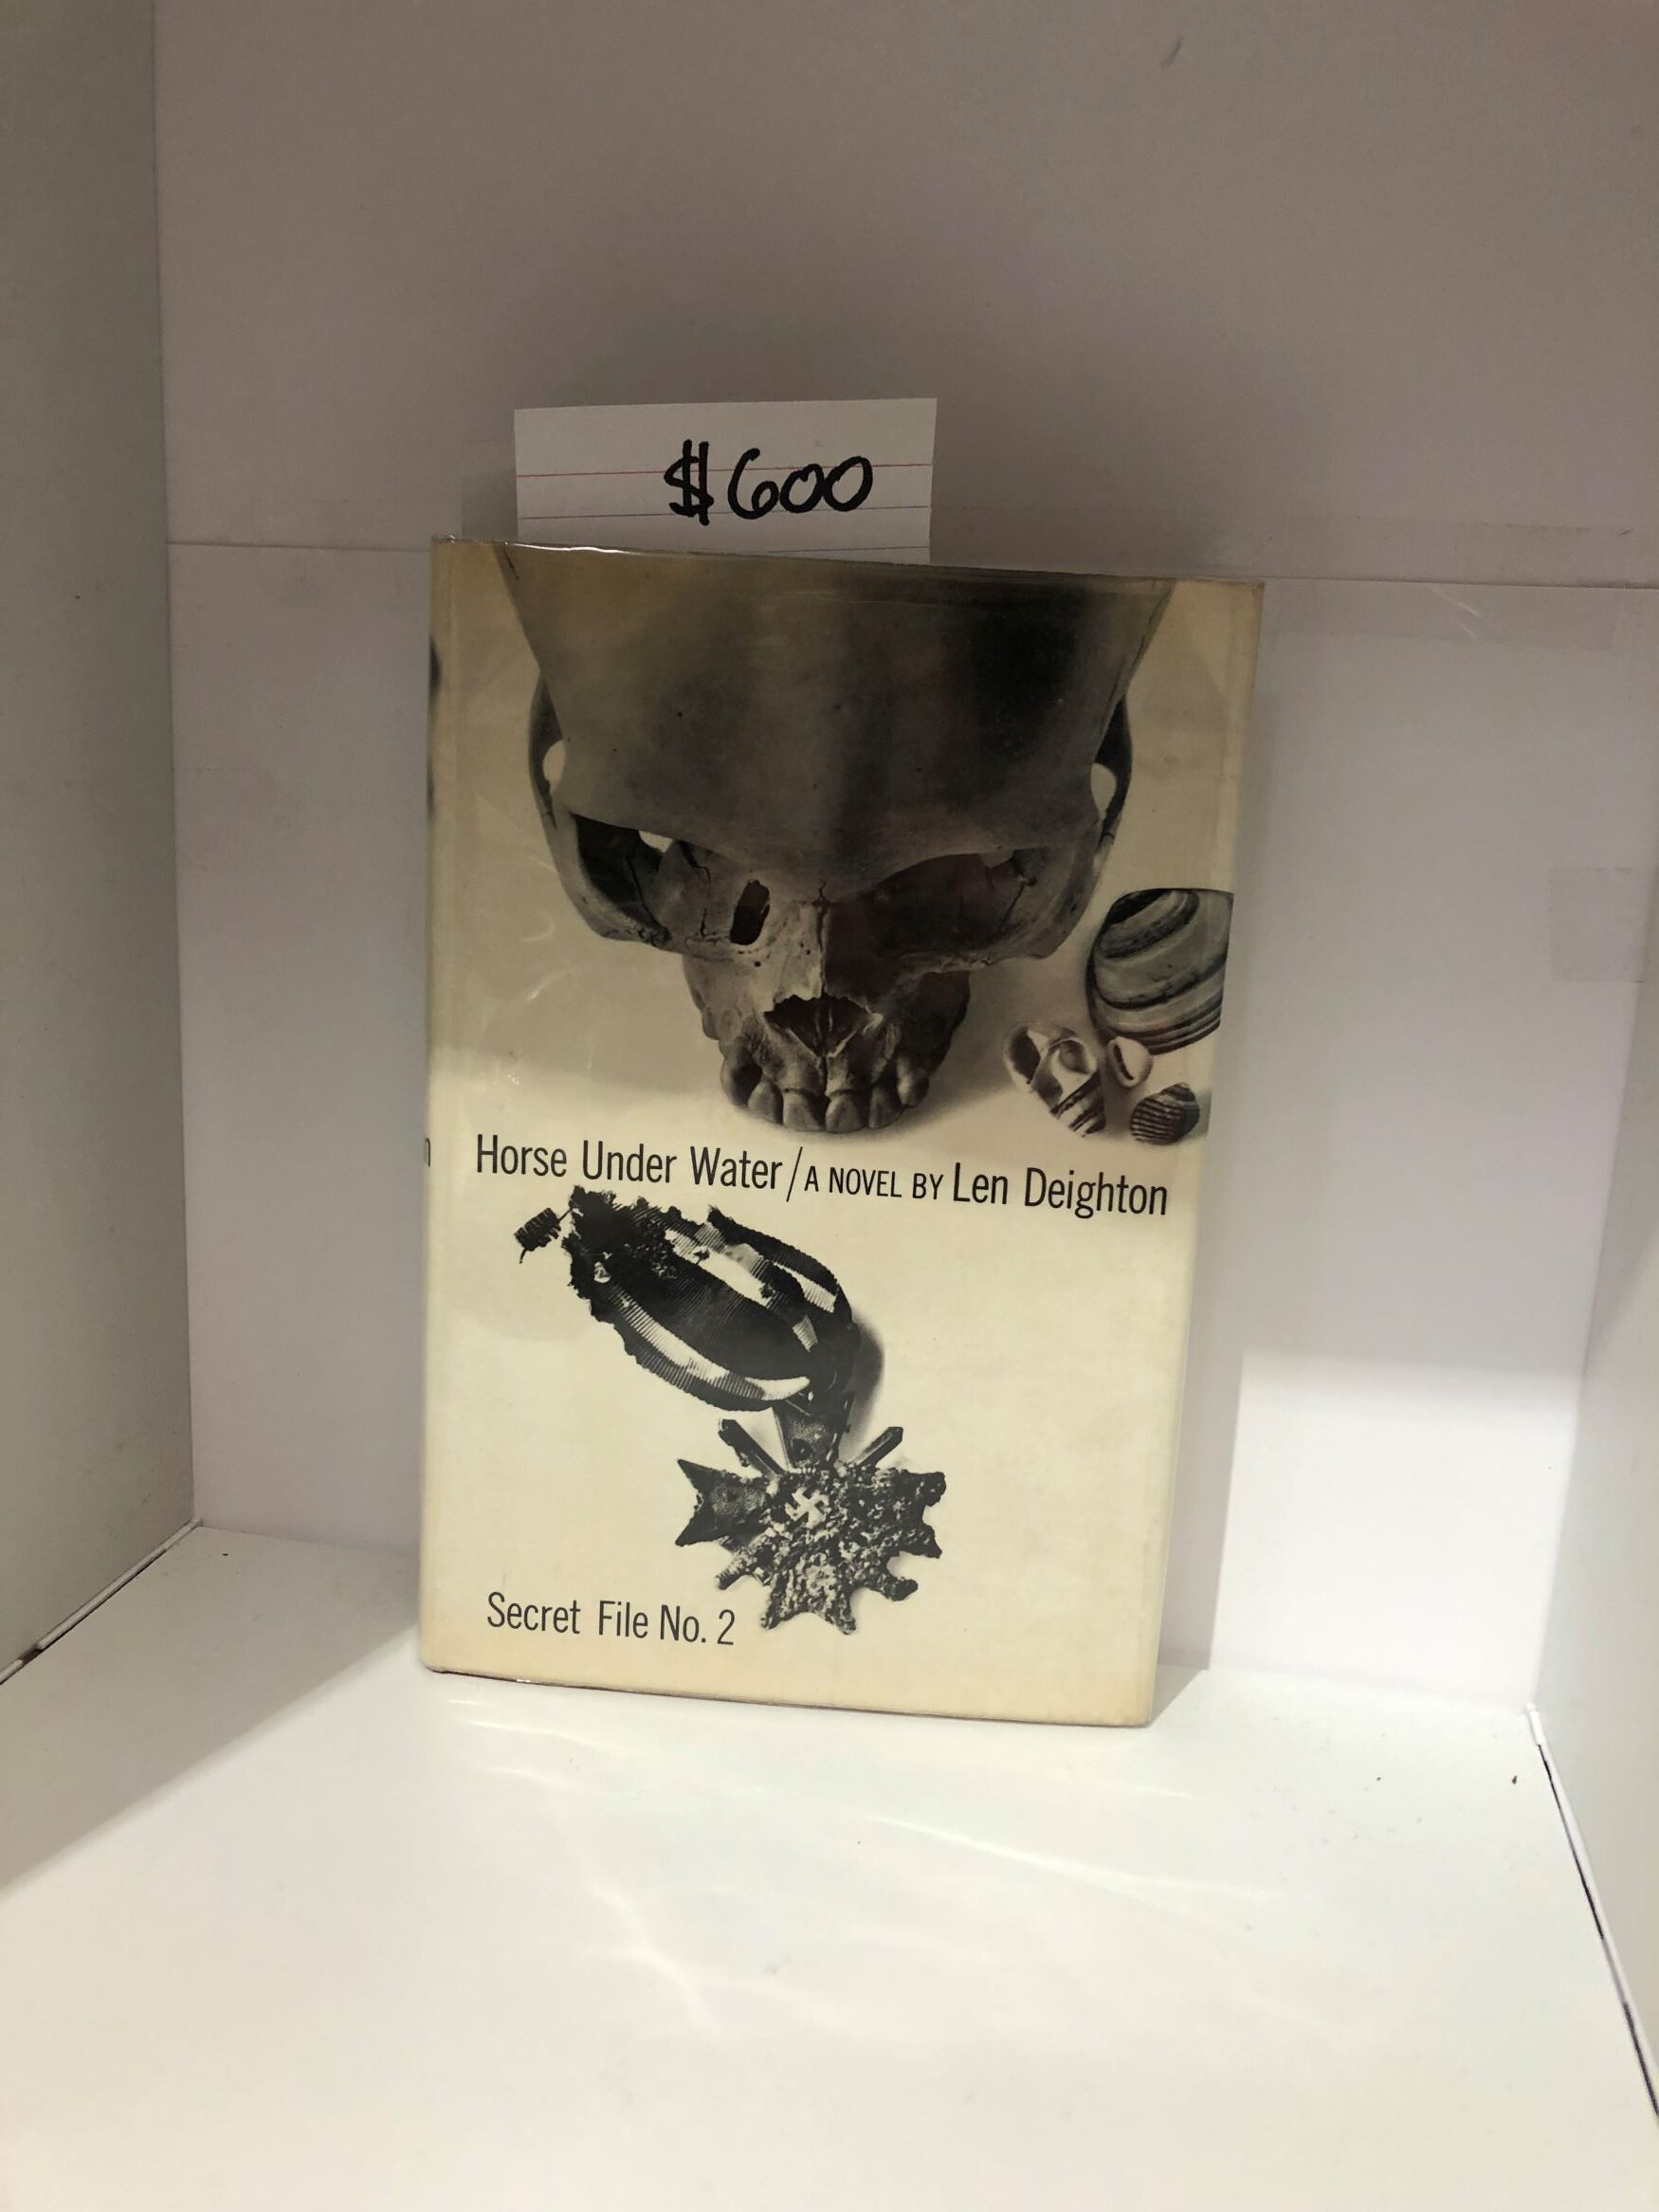 $600
Horse Under Water/A NOVEL BY Len Deighton
Secret File No. 2